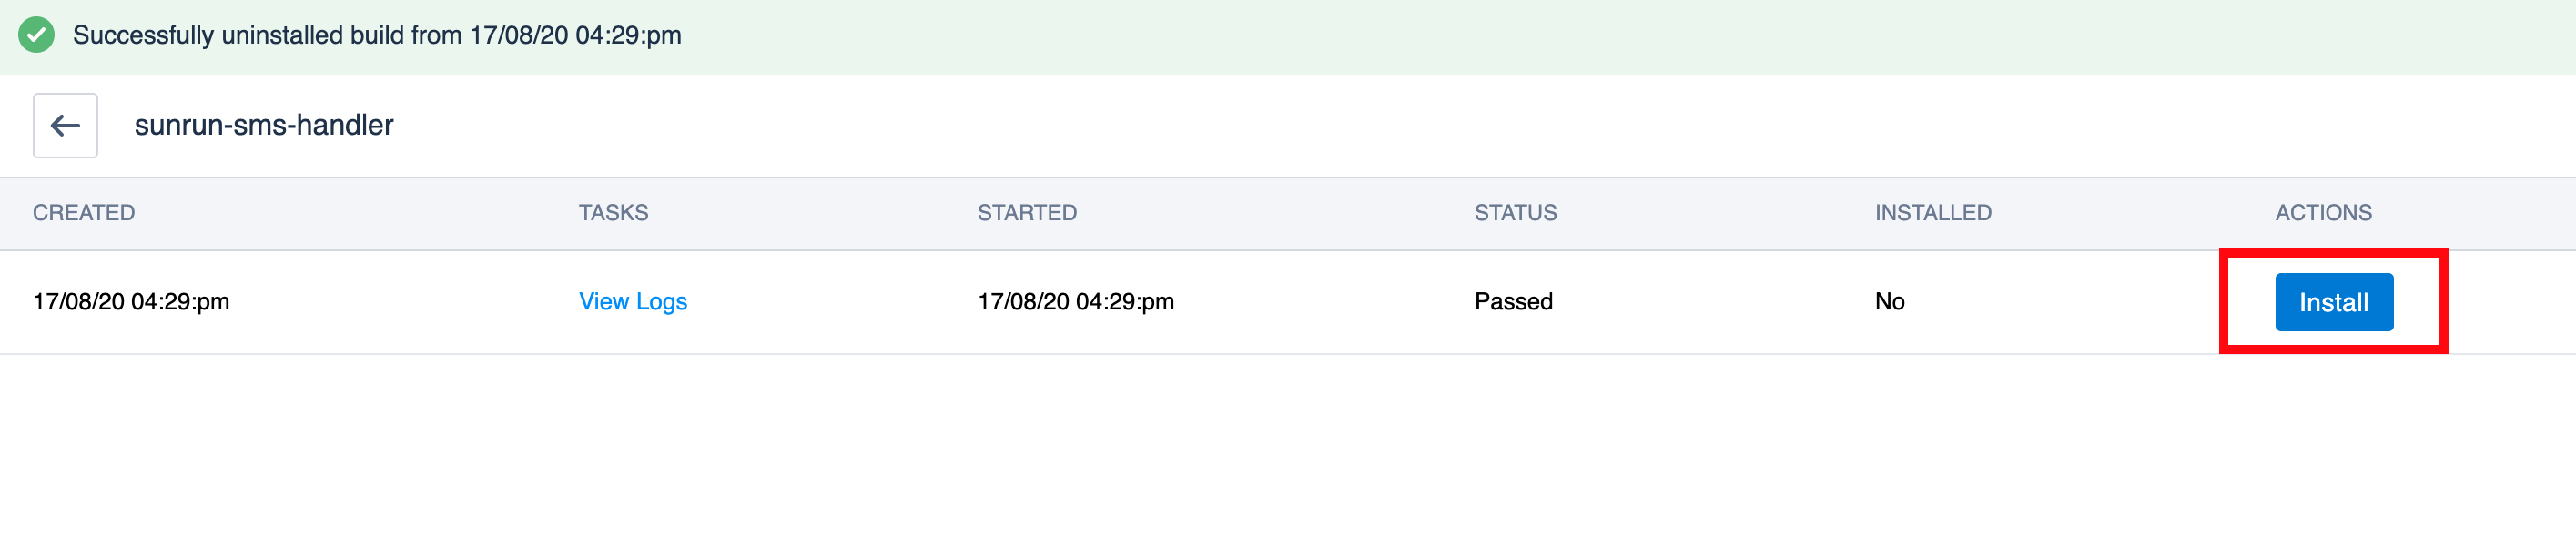 Successfully uninstalled build from 17/08/20 04:29:pm
sunrun-sms-handler
CREATED TASKS STARTED STATUS INSTALLED ACTIONS
17/08/20 04:29:pm View Logs 17/08/20 04:29:pm Passed No Install